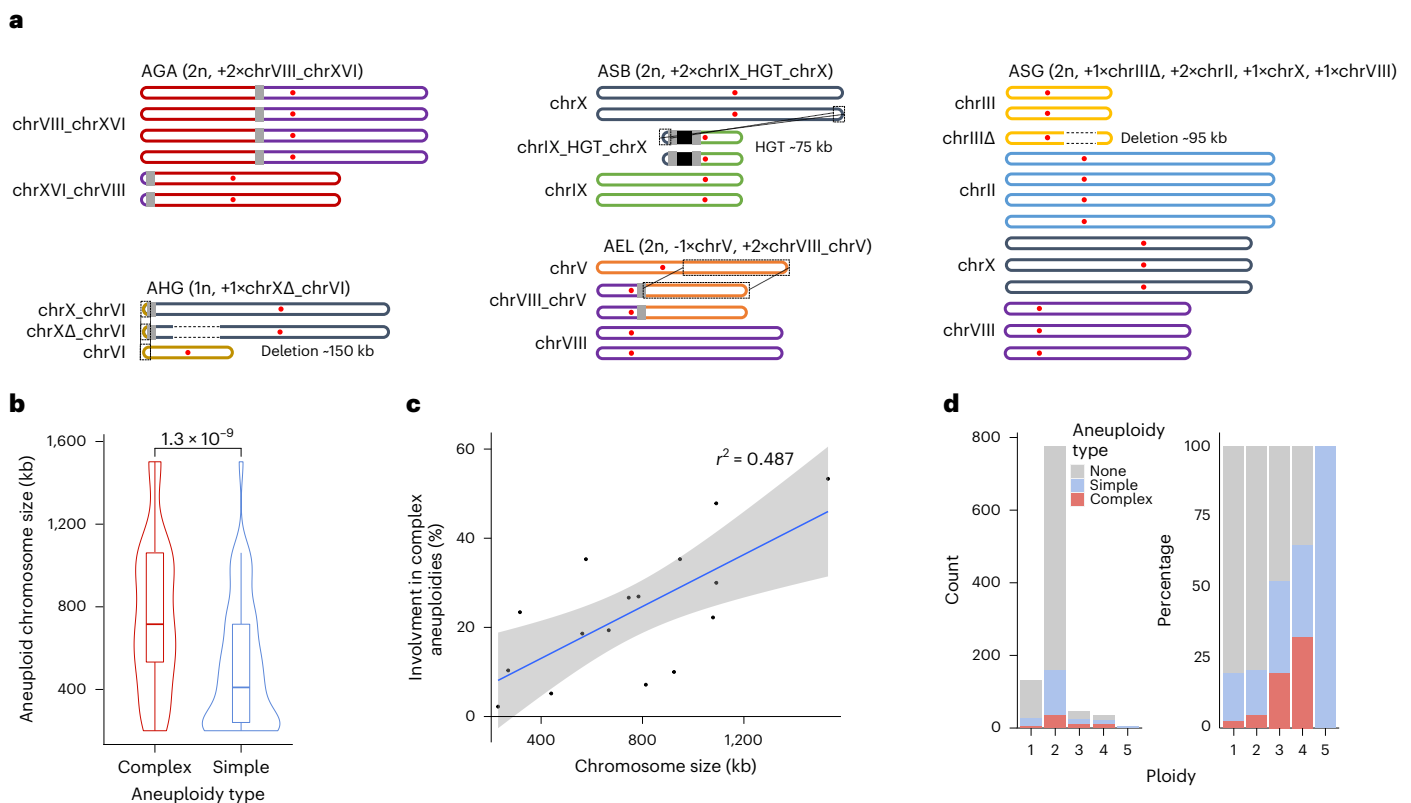 a
AGA (2n, +2×chrVIII_chrXVI)
chrVIII_chrXVI
chrXVI_chrVIII
AHG (1n, +1×chrXΔ_chrVI)
chrX_chrVI
chrXΔ_chrVI
chrVI
Deletion ~150 kb
ASB (2n, +2×chrIX_HGT_chrX)
chrX
chrIX_HGT_chrX
HGT ~75 kb
chrIX
AEL (2n, -1×chrV, +2×chrVIII_chrV)
chrV
chrVIII_chrV
chrVIII
ASG (2n, +1×chrIIIΔ, +2×chrII, +1×chrX, +1×chrVIII)
chrIII
chrIIIΔ
Deletion ~95 kb
chrII
chrX
chrVIII
b
1.3 × 10⁻⁹
1,600
1,200
800
400
Aneuploid chromosome size (kb)
Complex Simple
Aneuploidy type
c
r² = 0.487
60
40
20
0
Involvment in complex
aneuploidies (%)
400 800 1,200
Chromosome size (kb)
d
800
600
400
200
0
Count
Aneuploidy
type
None
Simple
Complex
1 2 3 4 5
100
75
50
25
0
Percentage
1 2 3 4 5
Ploidy